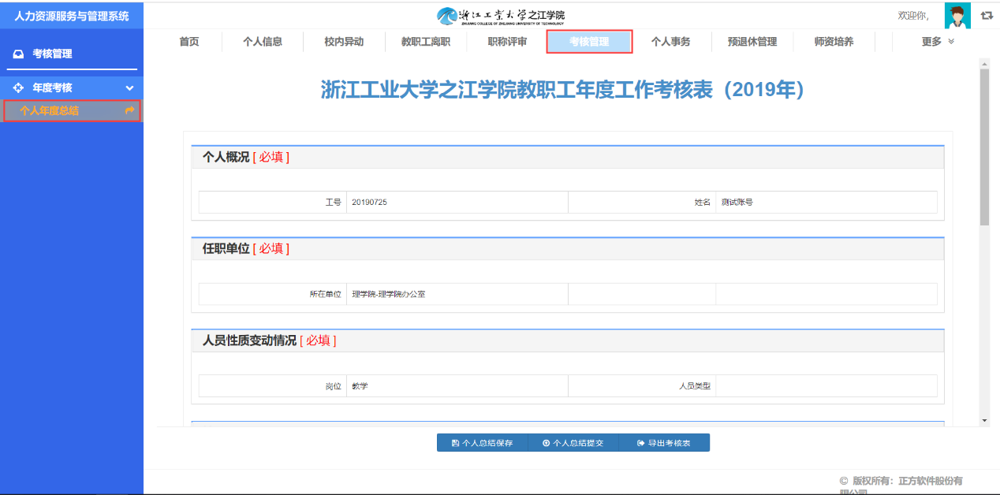 人力资源服务与管理系统
浙江工业大学之江学院
ZHIJIANG COLLEGE OF ZHEJIANG UNIVERSITY OF TECHNOLOGY
欢迎你,
首页 个人信息 校内异动 教职工离职 职称评审 考核管理 个人事务 预退休管理 师资培养 更多
考核管理
年度考核
个人年度总结
浙江工业大学之江学院教职工年度工作考核表（2019年）
个人概况 [ 必填 ]
工号 20190725 姓名 测试账号
任职单位 [ 必填 ]
所在单位 理学院-理学院办公室
人员性质变动情况 [ 必填 ]
岗位 教学 人员类型
个人总结保存 个人总结提交 导出考核表
© 版权所有：正方软件股份有
限公司